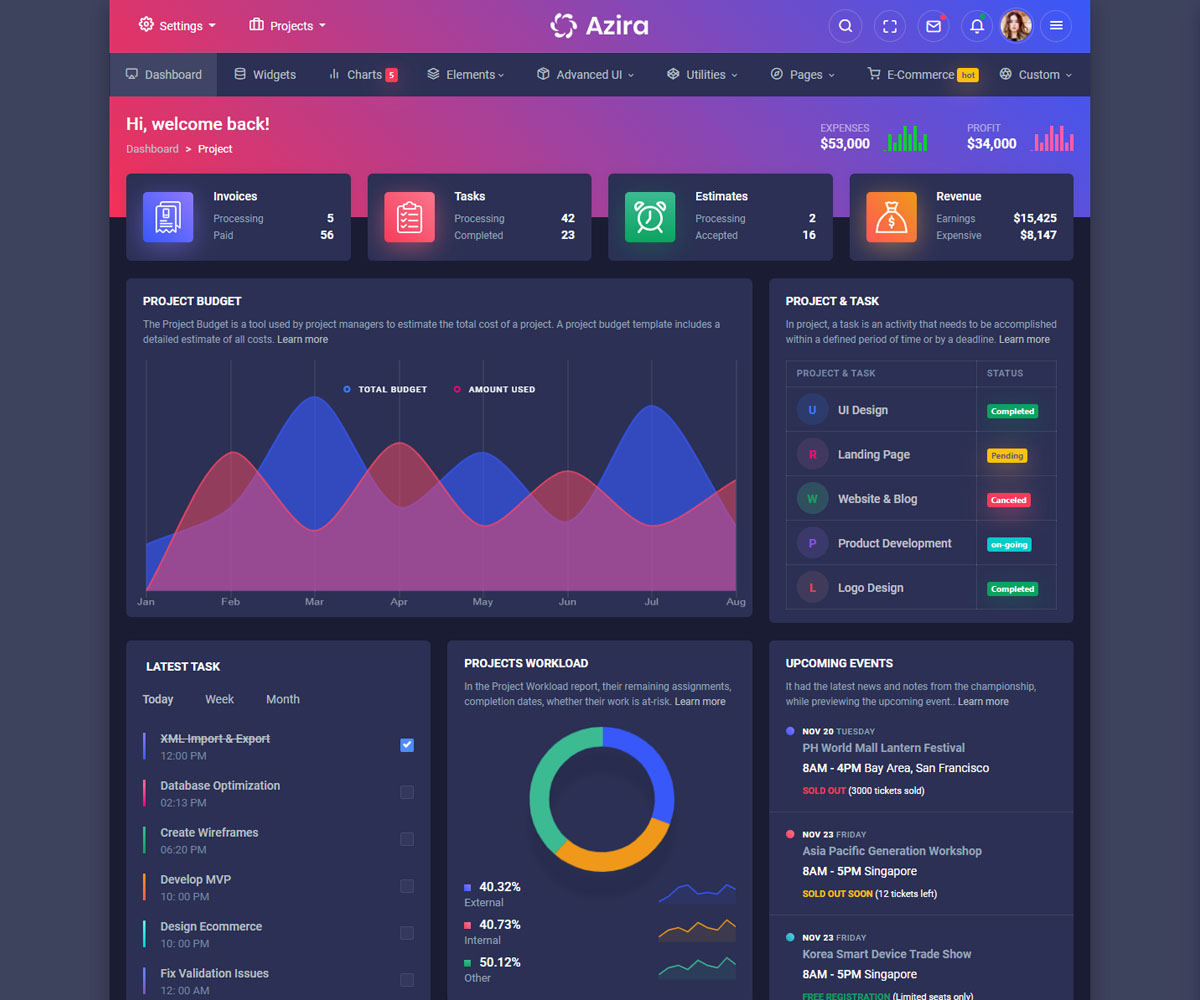 Settings
Projects
Azira
Dashboard
Widgets
Charts 5
Elements
Advanced UI
Utilities
Pages
E-Commerce hot
Custom
Hi, welcome back!
Dashboard > Project
EXPENSES
$53,000
PROFIT
$34,000
Invoices
Processing 5
Paid 56
Tasks
Processing 42
Completed 23
Estimates
Processing 2
Accepted 16
Revenue
Earnings $15,425
Expensive $8,147
PROJECT BUDGET
The Project Budget is a tool used by project managers to estimate the total cost of a project. A project budget template includes a
detailed estimate of all costs. Learn more
TOTAL BUDGET
AMOUNT USED
Jan Feb Mar Apr May Jun Jul Aug
PROJECT & TASK
In project, a task is an activity that needs to be accomplished
within a defined period of time or by a deadline. Learn more
PROJECT & TASK STATUS
U UI Design Completed
R Landing Page Pending
W Website & Blog Canceled
P Product Development on-going
L Logo Design Completed
LATEST TASK
Today Week Month
XML Import & Export
12:00 PM
Database Optimization
02:13 PM
Create Wireframes
06:20 PM
Develop MVP
10: 00 PM
Design Ecommerce
10: 00 PM
Fix Validation Issues
12: 00 AM
PROJECTS WORKLOAD
In the Project Workload report, their remaining assignments,
completion dates, whether their work is at-risk. Learn more
40.32%
External
40.73%
Internal
50.12%
Other
UPCOMING EVENTS
It had the latest news and notes from the championship,
while previewing the upcoming event.. Learn more
NOV 20 TUESDAY
PH World Mall Lantern Festival
8AM - 4PM Bay Area, San Francisco
SOLD OUT (3000 tickets sold)
NOV 23 FRIDAY
Asia Pacific Generation Workshop
8AM - 5PM Singapore
SOLD OUT SOON (12 tickets left)
NOV 23 FRIDAY
Korea Smart Device Trade Show
8AM - 5PM Singapore
FREE REGISTRATION (Limited seats only)